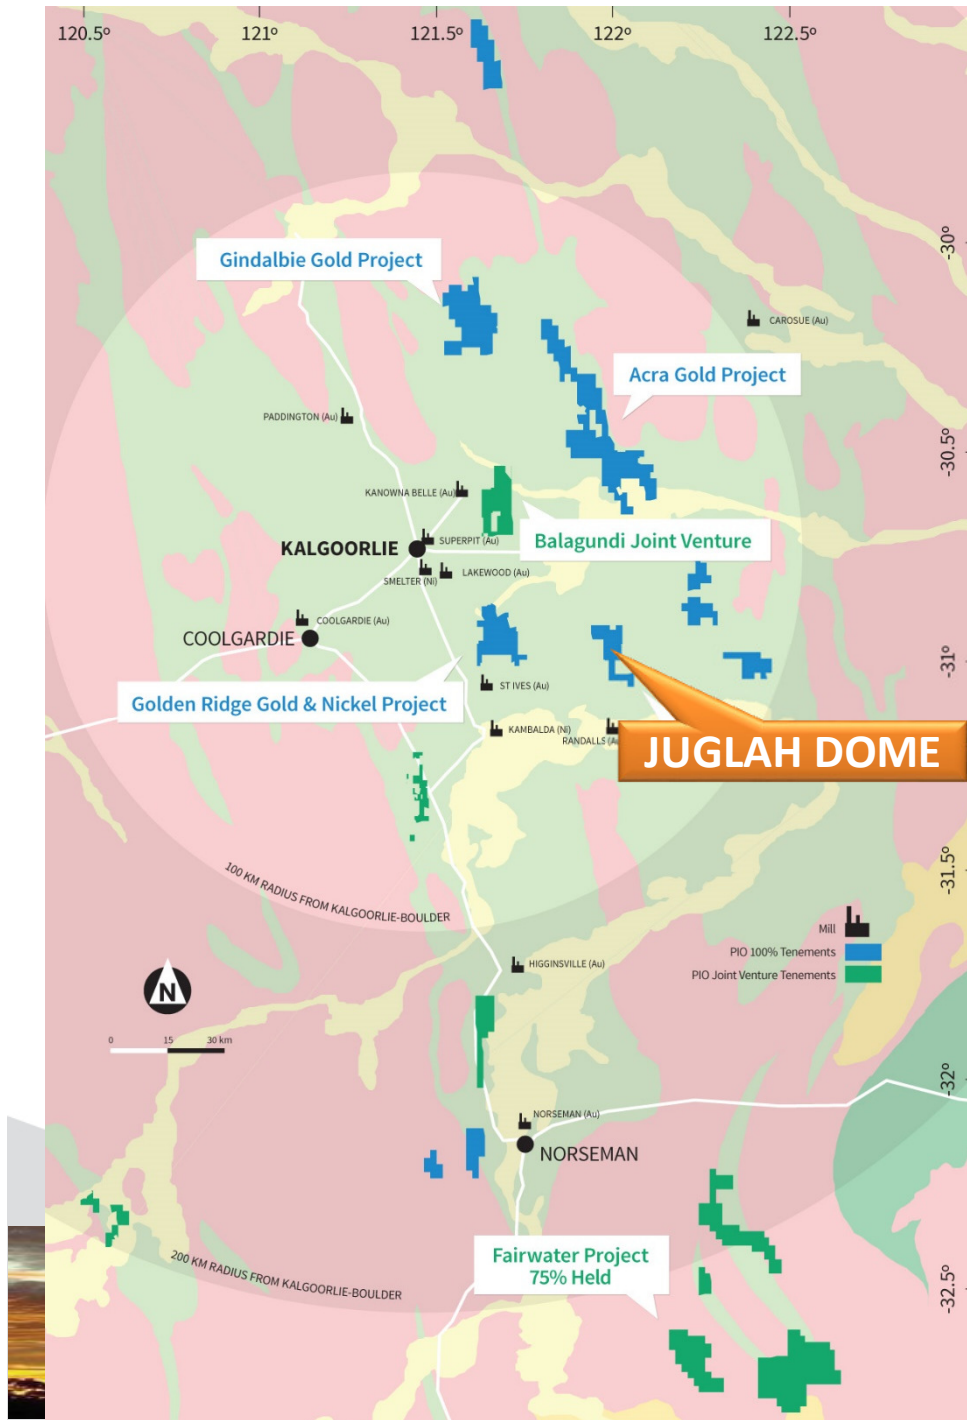 120.5º 121º 121.5º 122º 122.5º
-30º
Gindalbie Gold Project
CAROSUE (Au)
Acra Gold Project
PADDINGTON (Au)
-30.5º
KANOWNA BELLE (Au)
SUPERPIT (Au)
KALGOORLIE
Balagundi Joint Venture
SMELTER (Ni)
LAKEWOOD (Au)
COOLGARDIE (Au)
COOLGARDIE
-31º
ST IVES (Au)
Golden Ridge Gold & Nickel Project
KAMBALDA (Ni)
RANDALLS (Au
JUGLAH DOME
-31.5º
100 KM RADIUS FROM KALGOORLIE-BOULDER
Mill
PIO 100% Tenements
PIO Joint Venture Tenements
HIGGINSVILLE (Au)
N
0 15 30 km
-32º
NORSEMAN (Au)
NORSEMAN
200 KM RADIUS FROM KALGOORLIE-BOULDER
Fairwater Project
75% Held
-32.5º